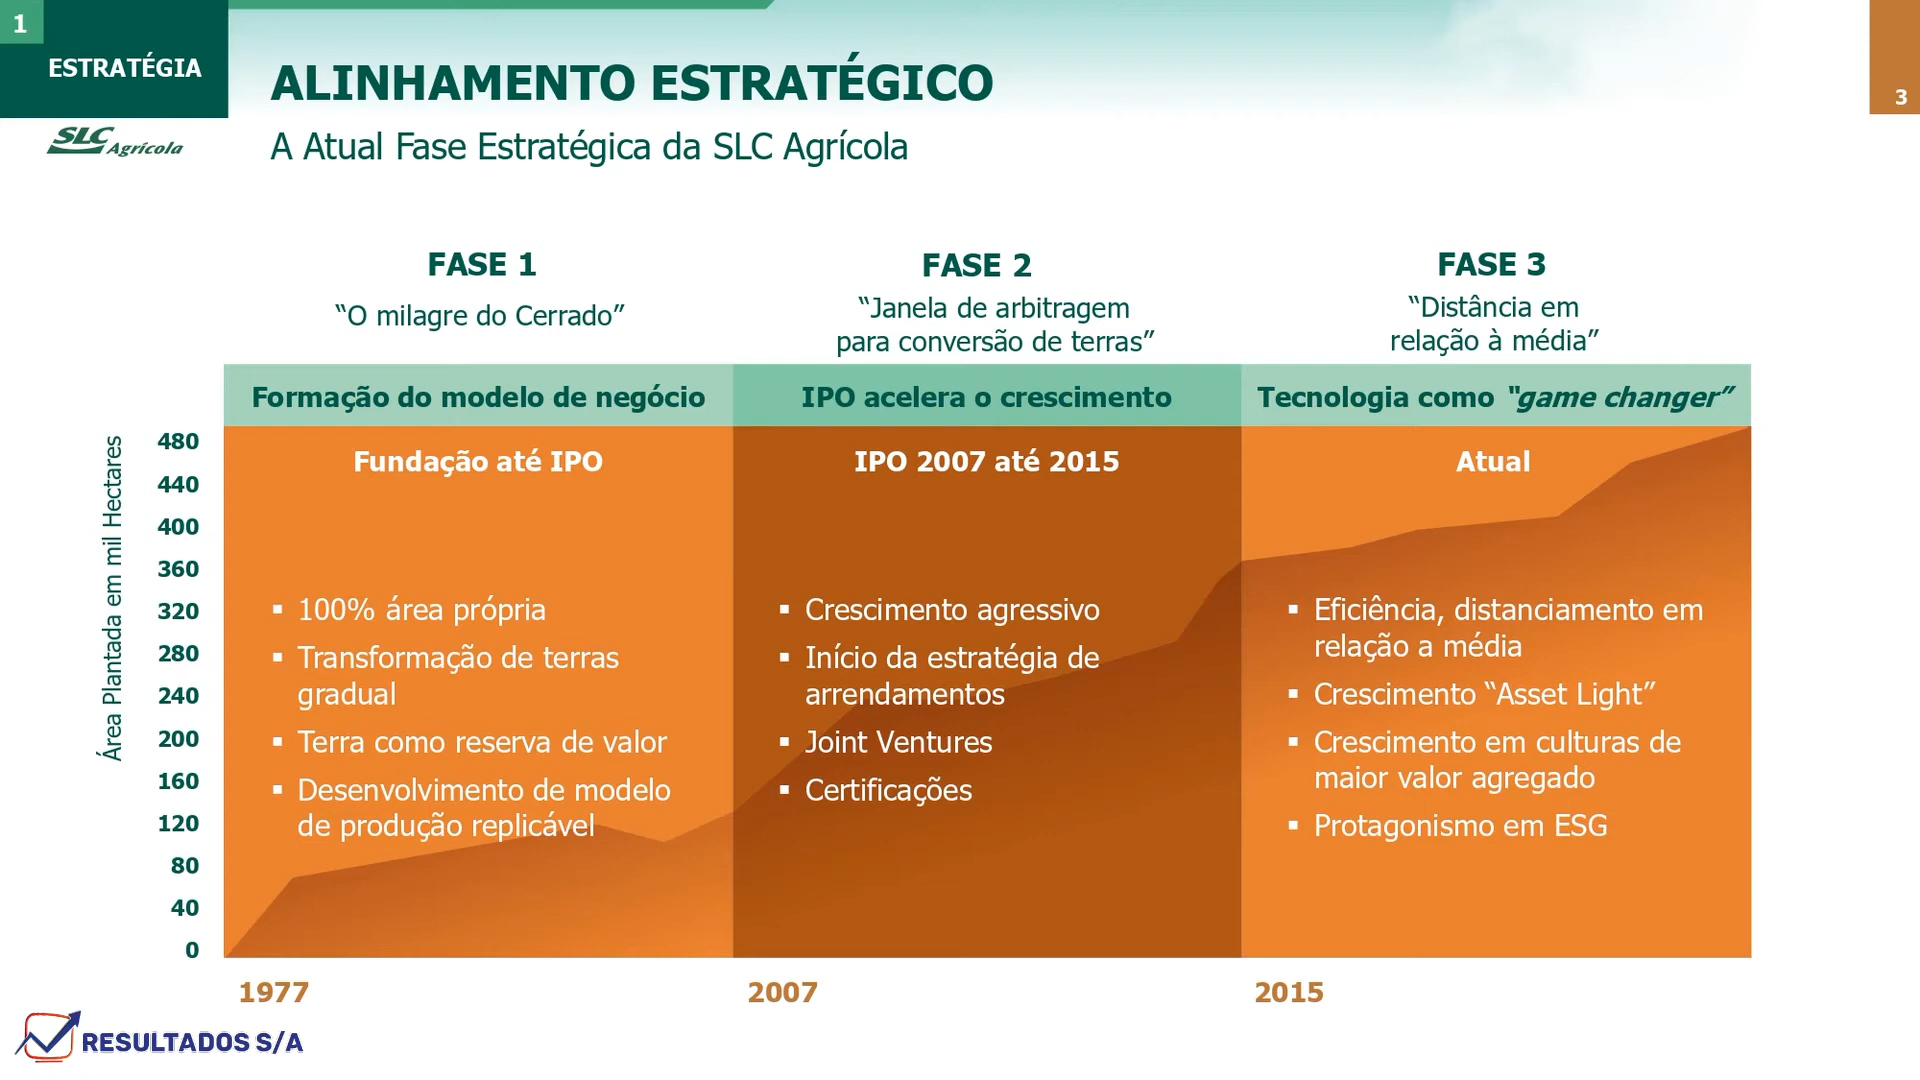 1
ESTRATÉGIA
SLC Agrícola
3
ALINHAMENTO ESTRATÉGICO
A Atual Fase Estratégica da SLC Agrícola
FASE 1
“O milagre do Cerrado”
FASE 2
“Janela de arbitragem
para conversão de terras”
FASE 3
“Distância em
relação à média”
Formação do modelo de negócio
IPO acelera o crescimento
Tecnologia como “game changer”
Área Plantada em mil Hectares
480
440
400
360
320
280
240
200
160
120
80
40
0
Fundação até IPO
▪ 100% área própria
▪ Transformação de terras
gradual
▪ Terra como reserva de valor
▪ Desenvolvimento de modelo
de produção replicável
IPO 2007 até 2015
▪ Crescimento agressivo
▪ Início da estratégia de
arrendamentos
▪ Joint Ventures
▪ Certificações
Atual
▪ Eficiência, distanciamento em
relação a média
▪ Crescimento “Asset Light”
▪ Crescimento em culturas de
maior valor agregado
▪ Protagonismo em ESG
1977
2007
2015
RESULTADOS S/A